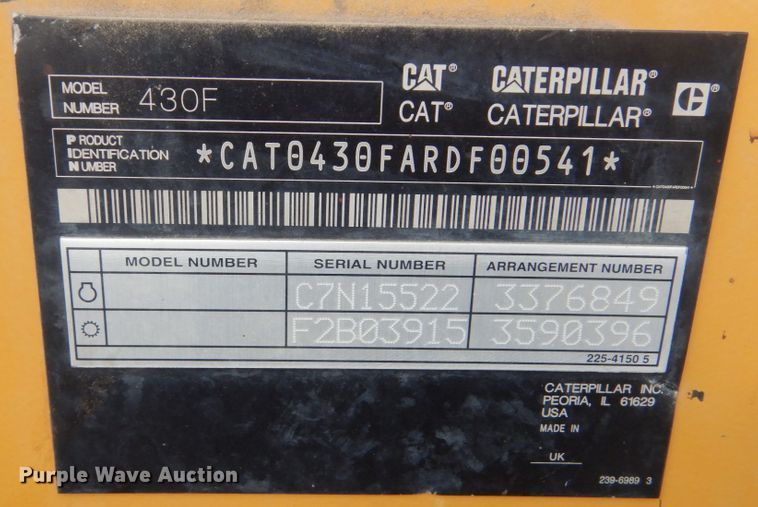 CAT® CATERPILLAR®
MODEL NUMBER 430F
CAT® CATERPILLAR®
PRODUCT IDENTIFICATION NUMBER *CAT0430FARDF00541*
*CAT0430FARDF00541*
MODEL NUMBER SERIAL NUMBER ARRANGEMENT NUMBER
C7N15522 3376849
F2B03915 3590396
225-4150 5
CATERPILLAR INC.
PEORIA, IL 61629
USA
MADE IN
UK
239-6989 3
Purple Wave Auction